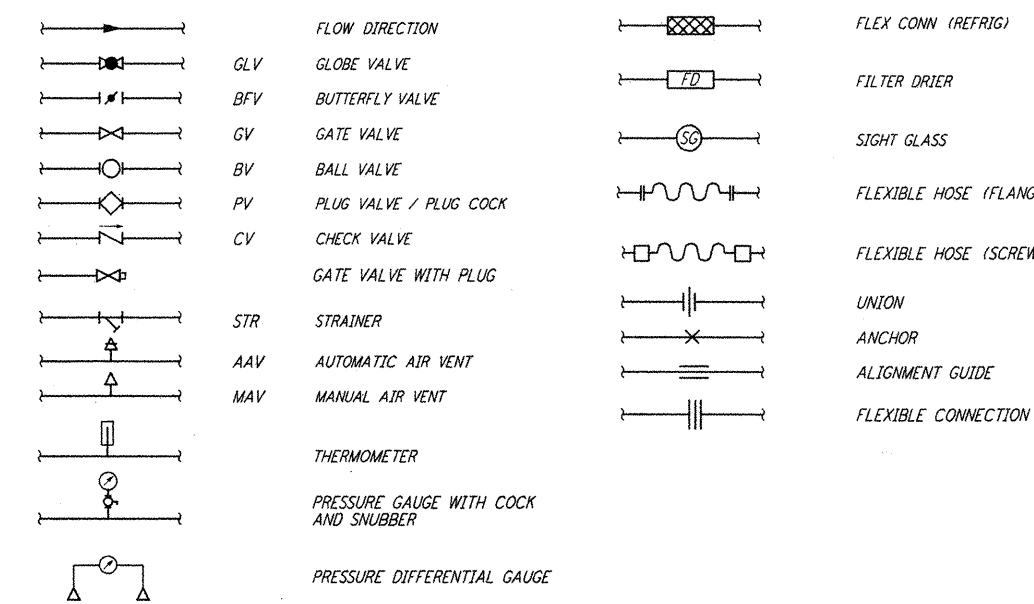 FLOW DIRECTION
GLV GLOBE VALVE
BFV BUTTERFLY VALVE
GV GATE VALVE
BV BALL VALVE
PV PLUG VALVE / PLUG COCK
CV CHECK VALVE
GATE VALVE WITH PLUG
STR STRAINER
AAV AUTOMATIC AIR VENT
MAV MANUAL AIR VENT
THERMOMETER
PRESSURE GAUGE WITH COCK
AND SNUBBER
PRESSURE DIFFERENTIAL GAUGE
FLEX CONN (REFRIG)
FD FILTER DRIER
SG SIGHT GLASS
FLEXIBLE HOSE (FLANG
FLEXIBLE HOSE (SCREW
UNION
ANCHOR
ALIGNMENT GUIDE
FLEXIBLE CONNECTION